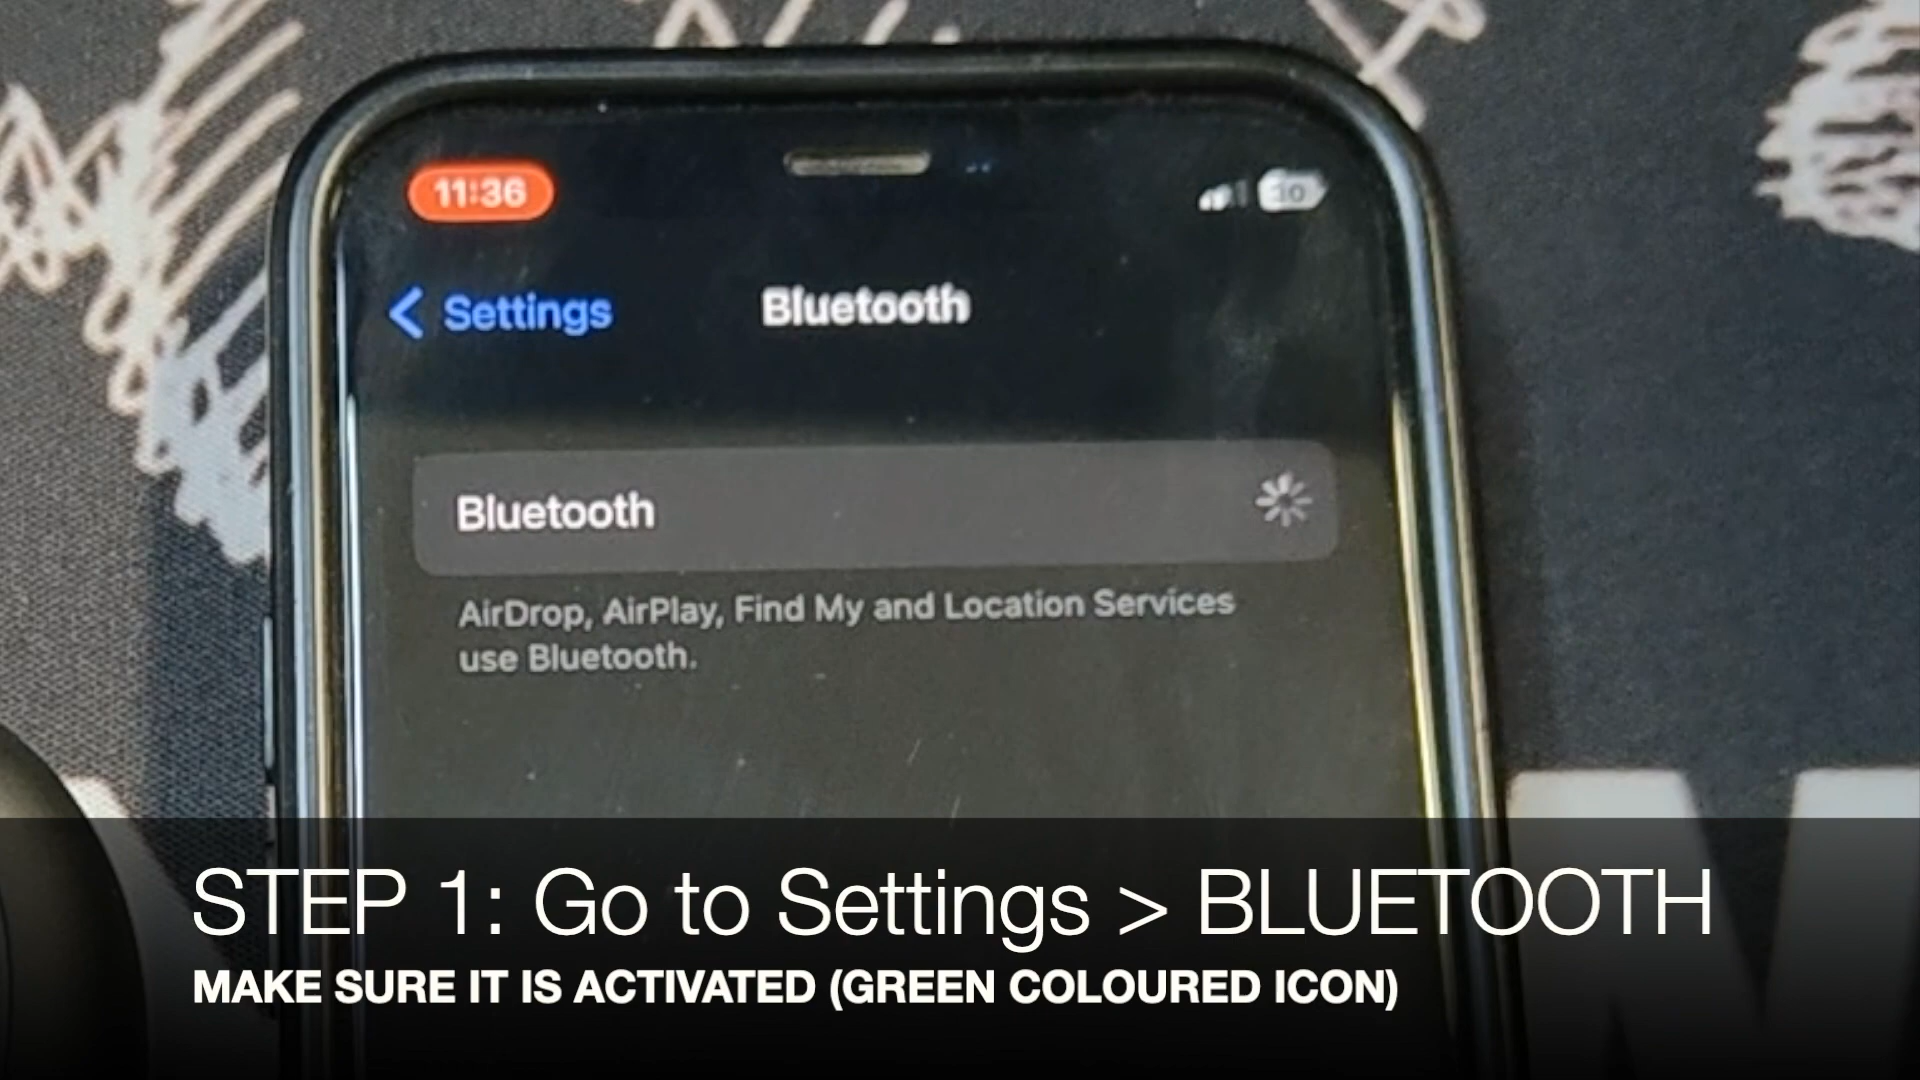 11:36
Settings
Bluetooth
Bluetooth
AirDrop, AirPlay, Find My and Location Services
use Bluetooth.
STEP 1: Go to Settings > BLUETOOTH
MAKE SURE IT IS ACTIVATED (GREEN COLOURED ICON)